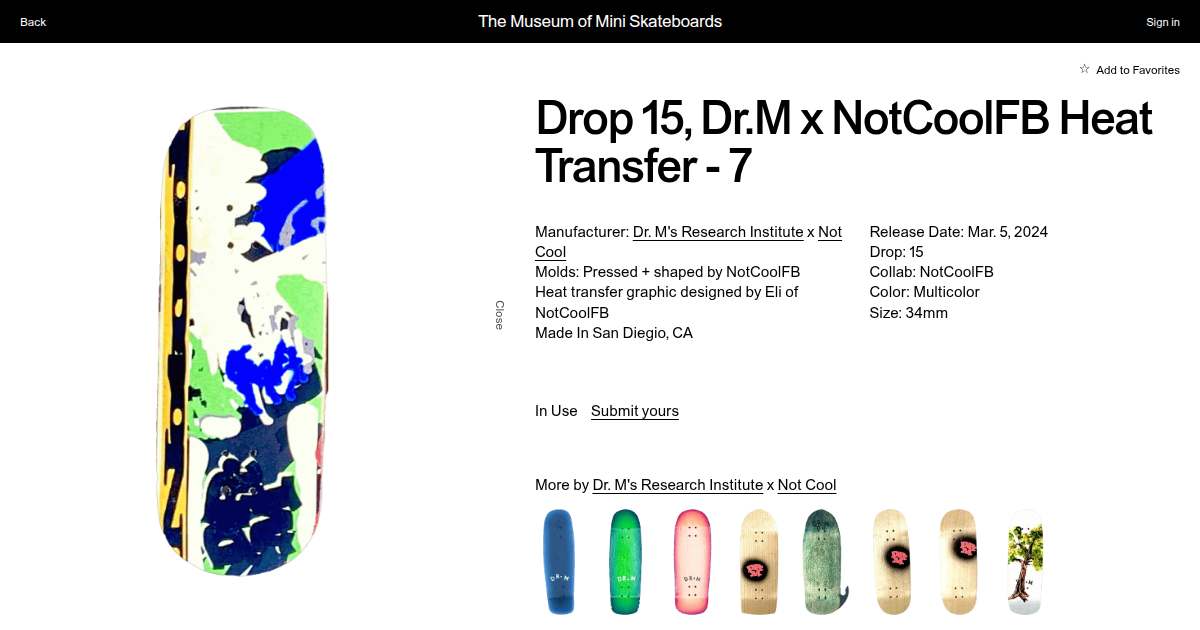 Back
The Museum of Mini Skateboards
Sign in
☆ Add to Favorites
Drop 15, Dr.M x NotCoolFB Heat
Transfer - 7
Manufacturer: Dr. M's Research Institute x Not
Cool
Molds: Pressed + shaped by NotCoolFB
Heat transfer graphic designed by Eli of
NotCoolFB
Made In San Diegio, CA
Release Date: Mar. 5, 2024
Drop: 15
Collab: NotCoolFB
Color: Multicolor
Size: 34mm
Close
In Use Submit yours
More by Dr. M's Research Institute x Not Cool
DR.M
DR.M
DR.M